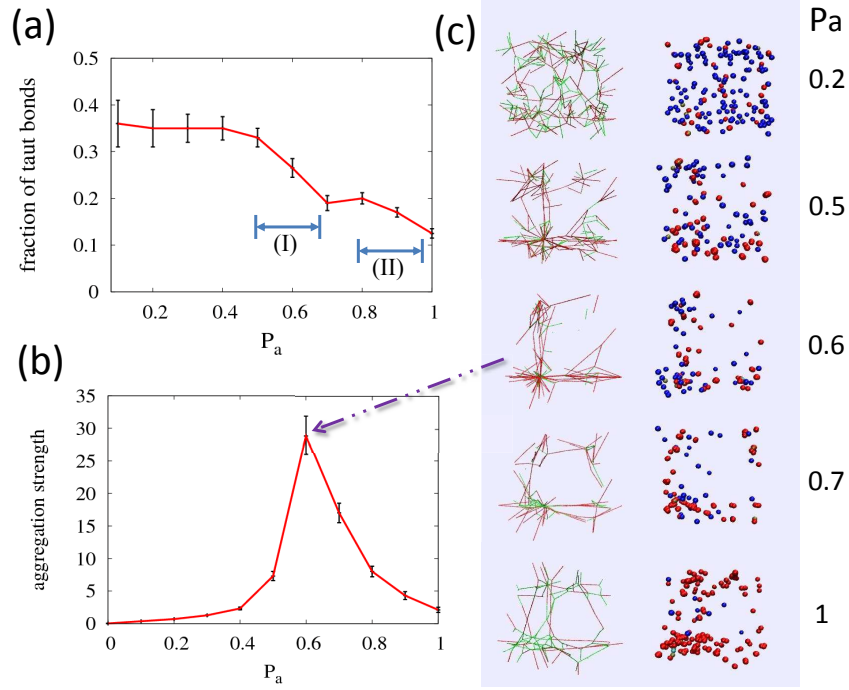 (a)
0.5
0.4
0.3
0.2
0.1
0
fraction of taut bonds
(I)
(II)
0.2 0.4 0.6 0.8 1
Pa
(b)
35
30
25
20
15
10
5
0
aggregation strength
0 0.2 0.4 0.6 0.8 1
Pa
(c)
Pa
0.2
0.5
0.6
0.7
1